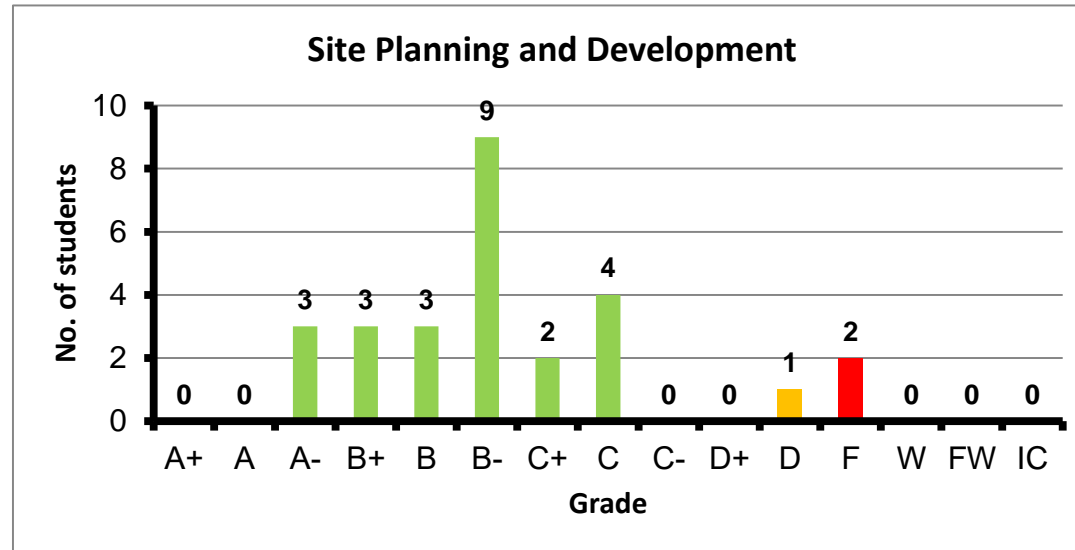 Site Planning and Development
No. of students
10
8
6
4
2
0
0 0 3 3 3 9 2 4 0 0 1 2 0 0 0
A+ A A- B+ B B- C+ C C- D+ D F W FW IC
Grade